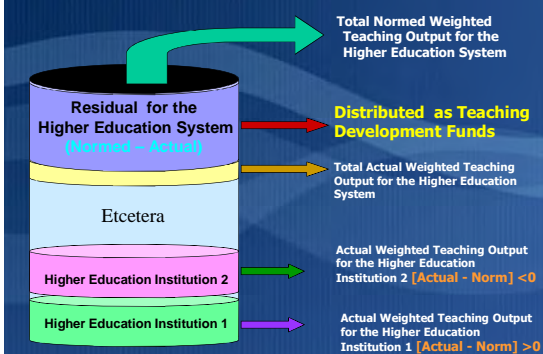 Total Normed Weighted
Teaching Output for the
Higher Education System
Residual for the
Higher Education System
(Normed – Actual)
Distributed as Teaching
Development Funds
Total Actual Weighted Teaching
Output for the Higher Education
System
Etcetera
Higher Education Institution 2
Actual Weighted Teaching Output
for the Higher Education
Institution 2 [Actual - Norm] <0
Higher Education Institution 1
Actual Weighted Teaching Output
for the Higher Education
Institution 1 [Actual - Norm] >0